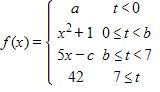 a t < 0
f(x) = { x² + 1 0 ≤ t < b
5x – c b ≤ t < 7
42 7 ≤ t